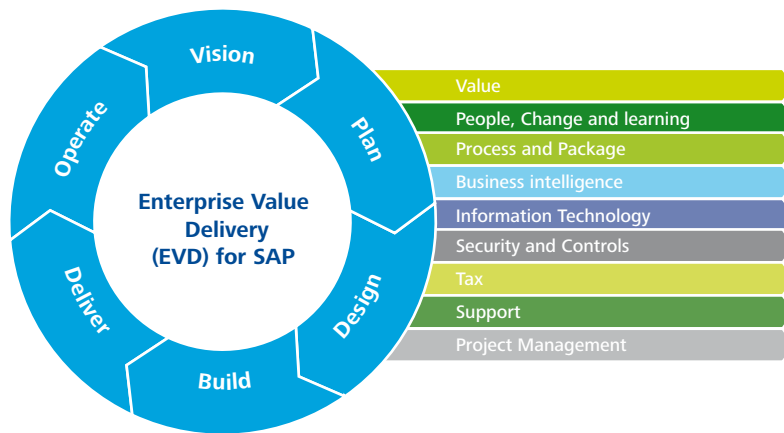 Vision
Plan
Design
Build
Deliver
Operate
Enterprise Value
Delivery
(EVD) for SAP
Value
People, Change and learning
Process and Package
Business intelligence
Information Technology
Security and Controls
Tax
Support
Project Management